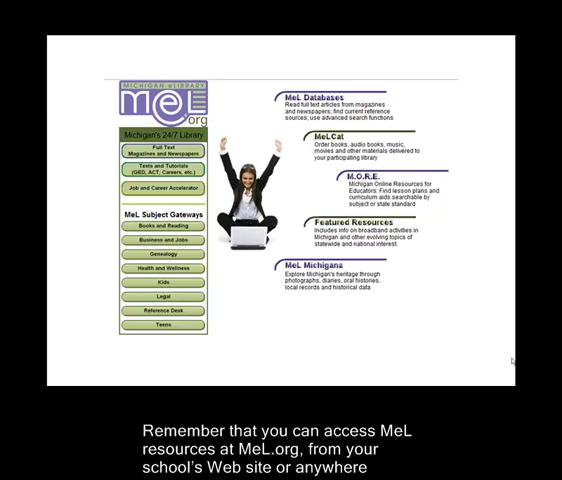 MICHIGAN eLIBRARY
MeL
.org
Michigan's 24/7 Library
Full Text
Magazines and Newspapers
Tests and Tutorials
(GED, ACT, Careers, etc.)
Job and Career Accelerator
MeL Subject Gateways
Books and Reading
Business and Jobs
Genealogy
Health and Wellness
Kids
Legal
Reference Desk
Teens
MeL Databases
Read full text articles from magazines
and newspapers; find current reference
sources; use advanced search functions
MeLCat
Order books, audio books, music,
movies and other materials delivered to
your participating library
M.O.R.E.
Michigan Online Resources for
Educators: Find lesson plans and
curriculum aids searchable by
subject or state standard
Featured Resources
Includes info on broadband activities in
Michigan and other evolving topics of
statewide and national interest.
MeL Michigana
Explore Michigan's heritage through
photographs, diaries, oral histories,
local records and historical data
Remember that you can access MeL
resources at MeL.org, from your
school's Web site or anywhere